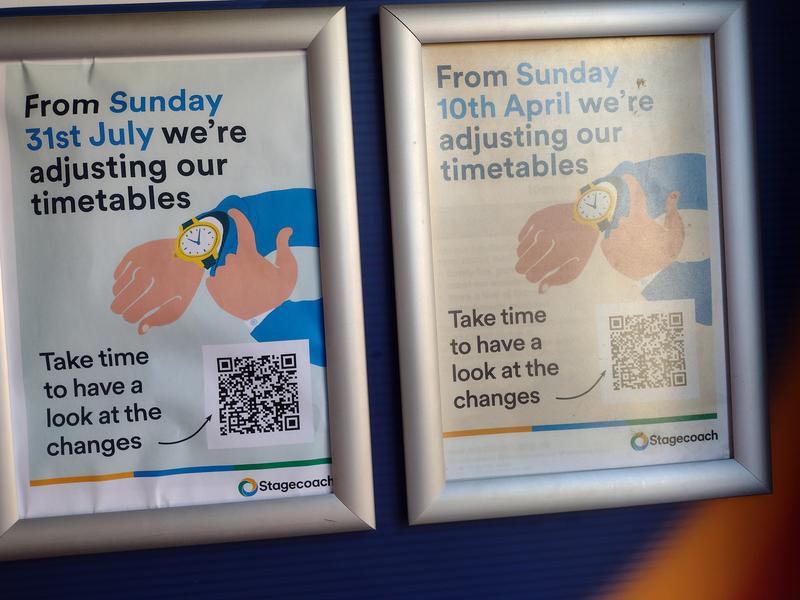 From Sunday
31st July we're
adjusting our
timetables
Take time
to have a
look at the
changes
Stagecoach
From Sunday
10th April we're
adjusting our
timetables
Take time
to have a
look at the
changes
Stagecoach